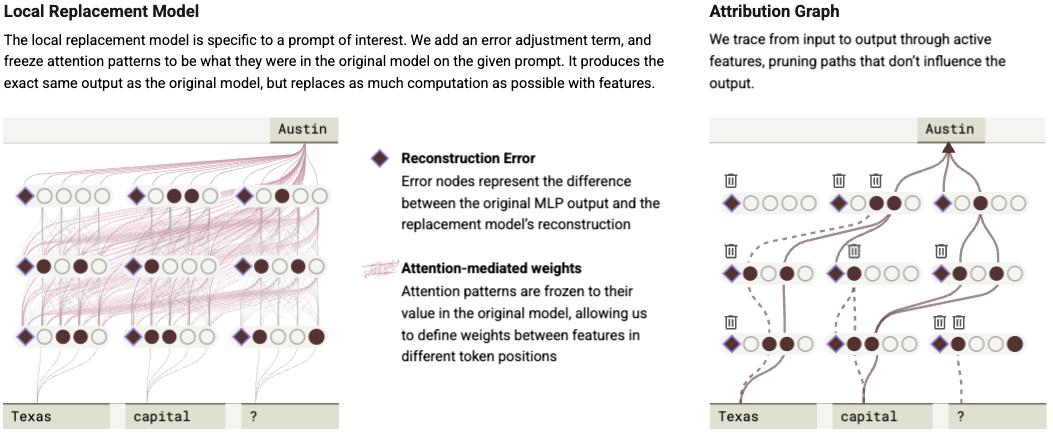 Local Replacement Model
The local replacement model is specific to a prompt of interest. We add an error adjustment term, and
freeze attention patterns to be what they were in the original model on the given prompt. It produces the
exact same output as the original model, but replaces as much computation as possible with features.
Austin
Reconstruction Error
Error nodes represent the difference
between the original MLP output and the
replacement model's reconstruction
Attention-mediated weights
Attention patterns are frozen to their
value in the original model, allowing us
to define weights between features in
different token positions
Texas
capital
?
Attribution Graph
We trace from input to output through active
features, pruning paths that don't influence the
output.
Austin
Texas
capital
?